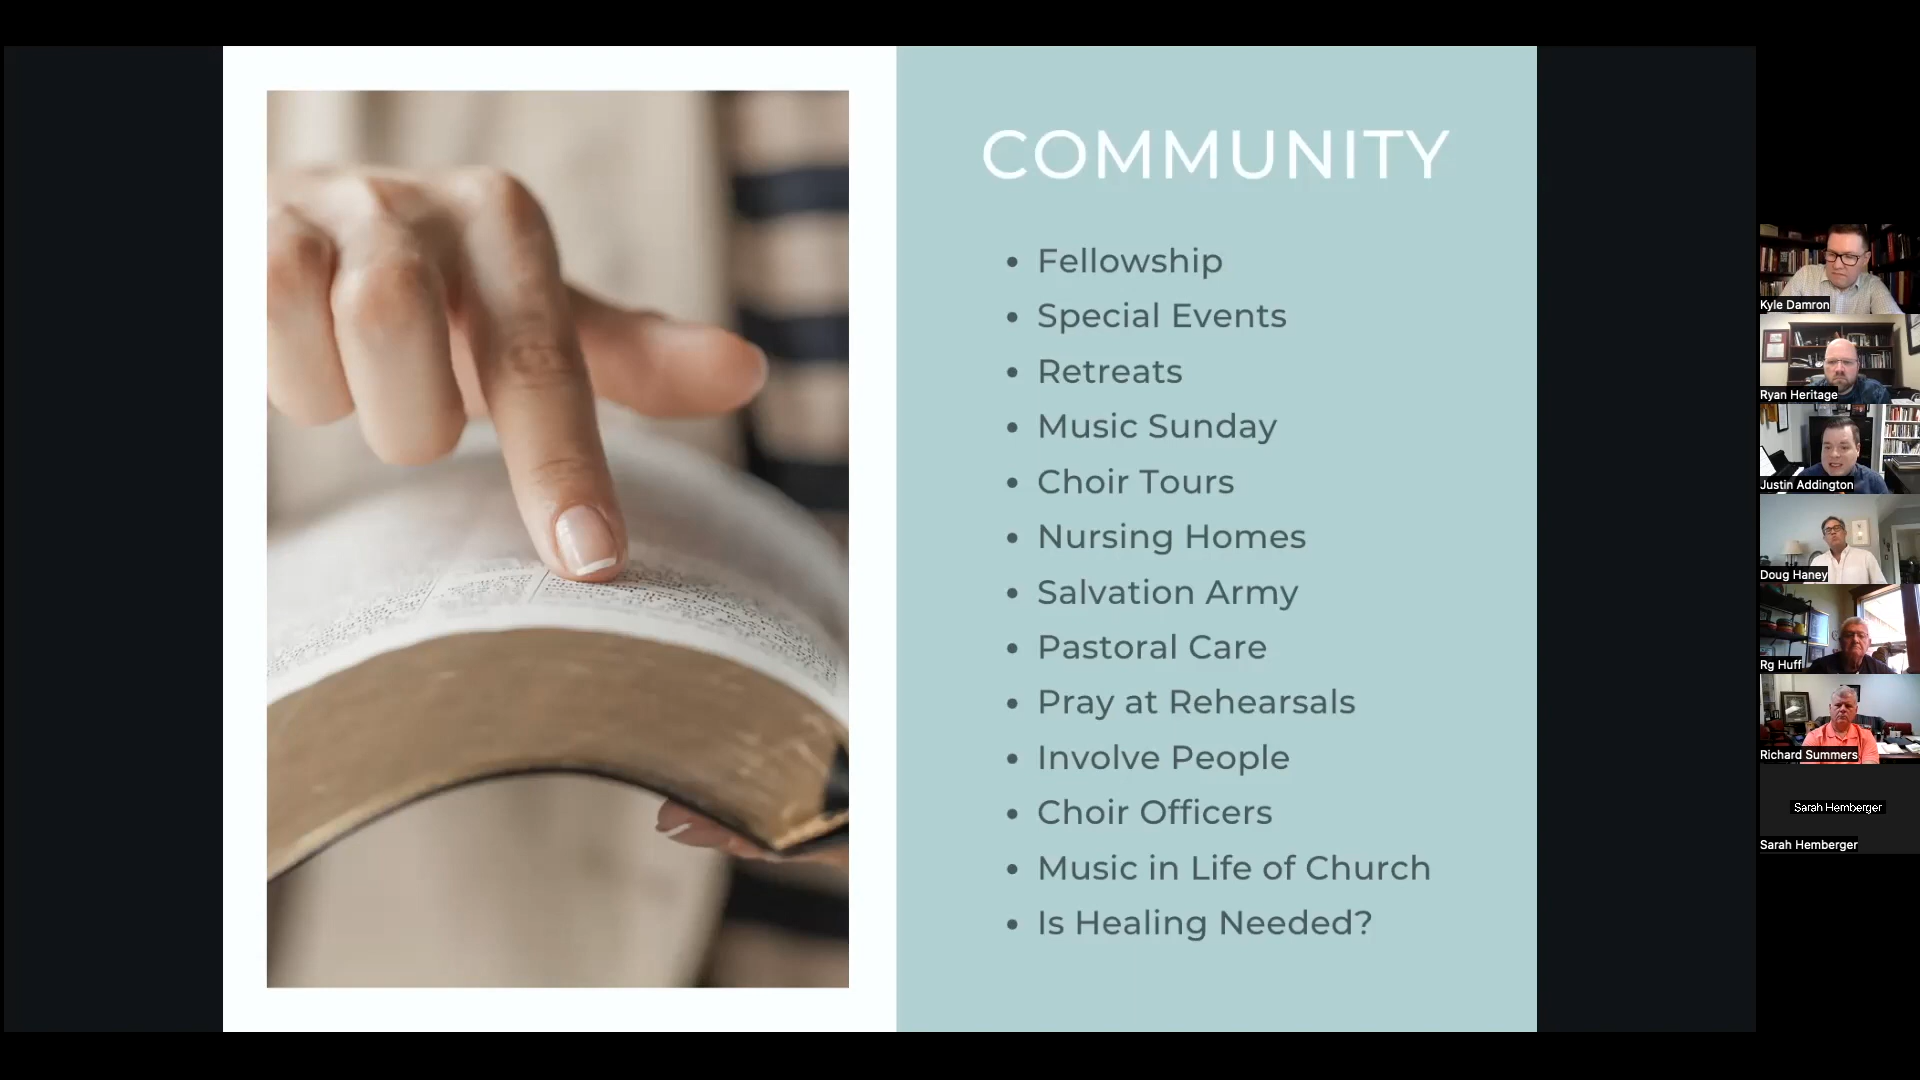 COMMUNITY
Fellowship
Special Events
Retreats
Music Sunday
Choir Tours
Nursing Homes
Salvation Army
Pastoral Care
Pray at Rehearsals
Involve People
Choir Officers
Music in Life of Church
Is Healing Needed?
Kyle Damron
Ryan Heritage
Justin Addington
Doug Haney
Rg Huff
Richard Summers
Sarah Hemberger
Sarah Hemberger